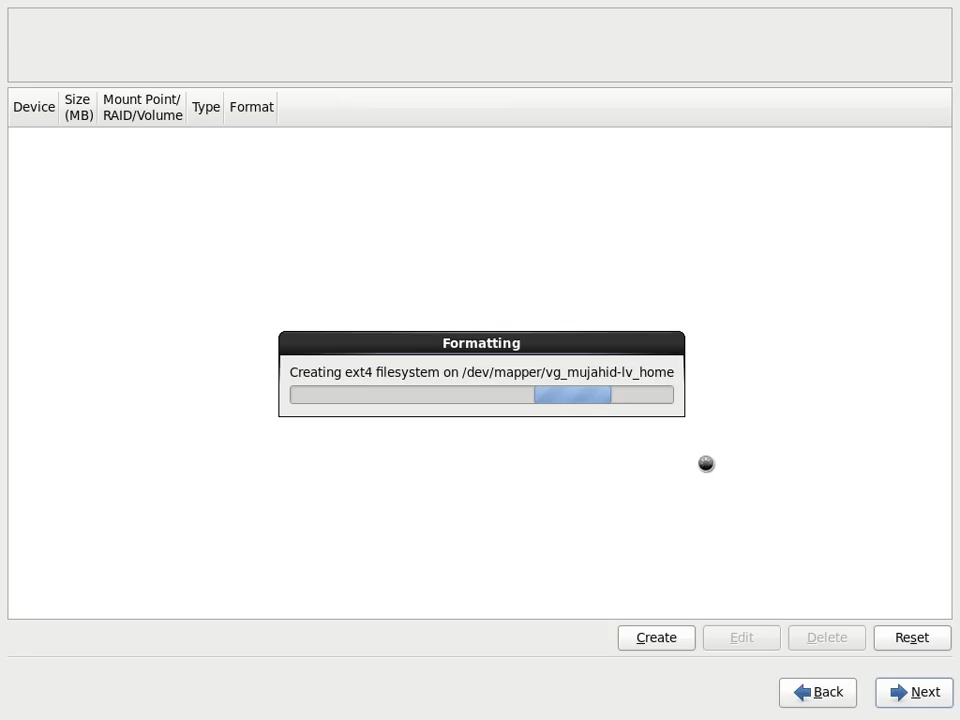 Device
Size
(MB)
Mount Point/
RAID/Volume
Type
Format
Formatting
Creating ext4 filesystem on /dev/mapper/vg_mujahid-lv_home
Create
Edit
Delete
Reset
Back
Next